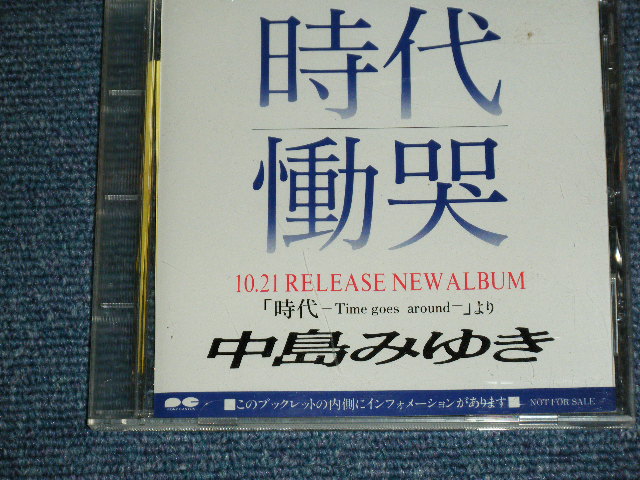 時代
慟哭
10.21 RELEASE NEW ALBUM
「時代－Time goes around－」より
中島みゆき
■このブックレットの内側にインフォメーションがあります■ NOT FOR SALE